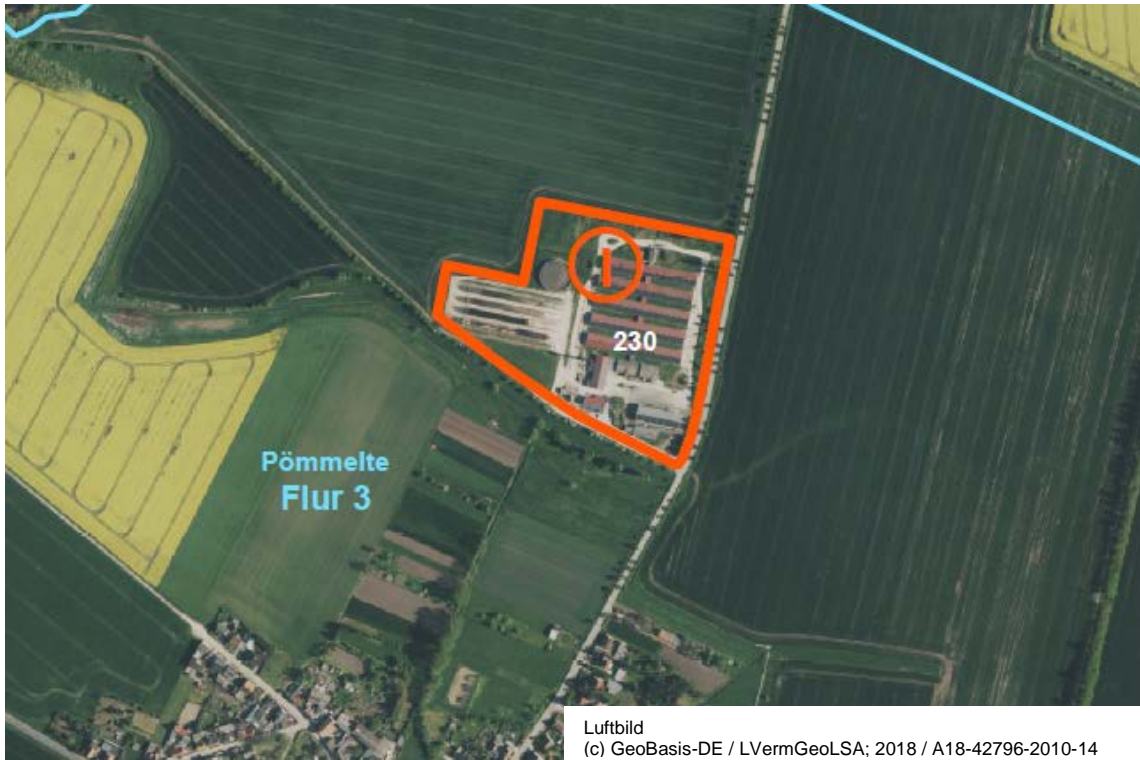 I
230
Pömmelte
Flur 3
Luftbild
(c) GeoBasis-DE / LVermGeoLSA; 2018 / A18-42796-2010-14